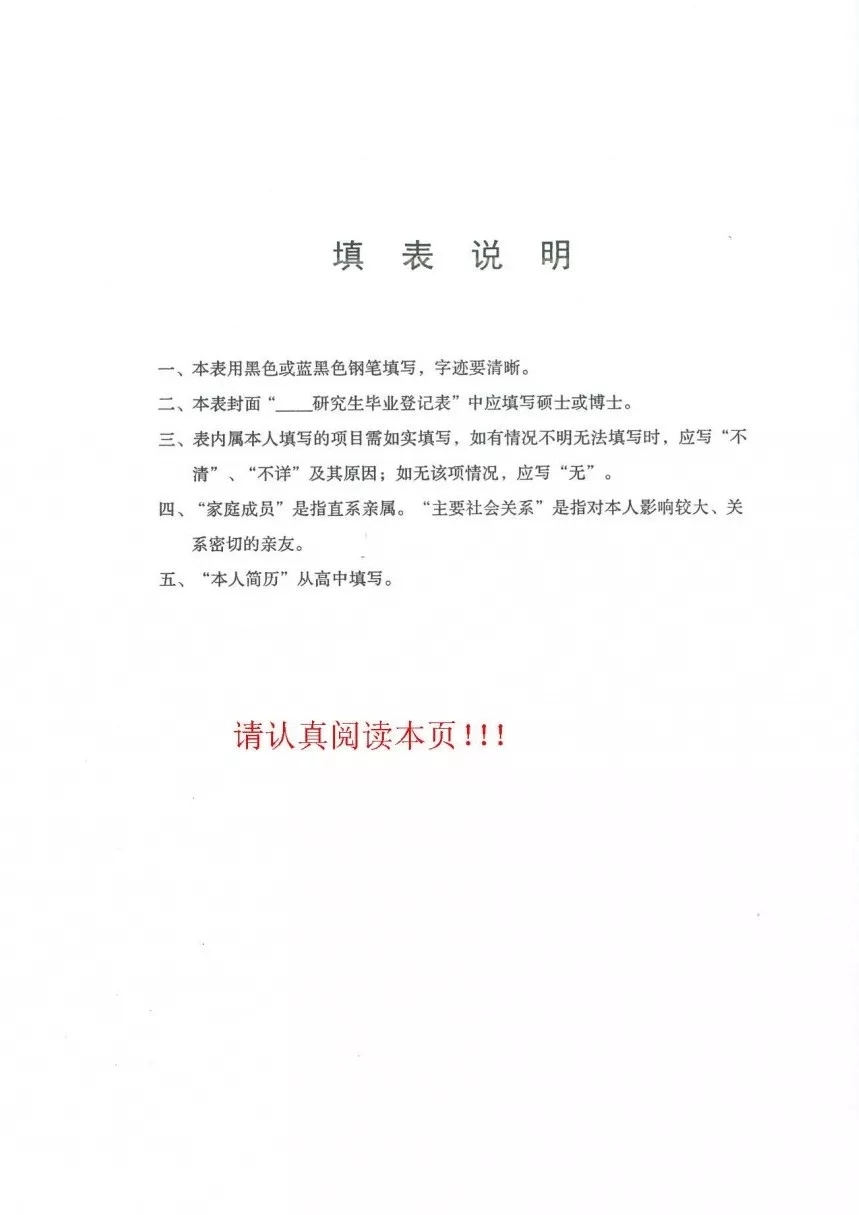 填 表 说 明
一、本表用黑色或蓝黑色钢笔填写，字迹要清晰。
二、本表封面“____研究生毕业登记表”中应填写硕士或博士。
三、表内属本人填写的项目需如实填写，如有情况不明无法填写时，应写“不
清”、“不详”及其原因；如无该项情况，应写“无”。
四、“家庭成员”是指直系亲属。“主要社会关系”是指对本人影响较大、关
系密切的亲友。
五、“本人简历”从高中填写。
请认真阅读本页!!!